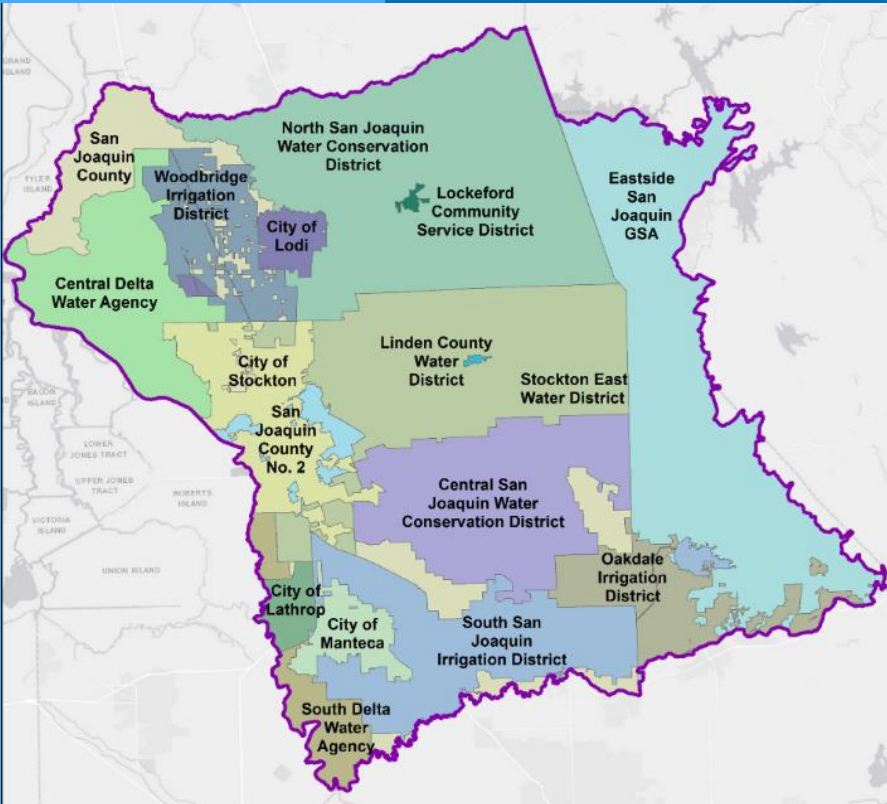 GRAND
ISLAND
San
Joaquin
County
North San Joaquin
Water Conservation
District
TYLER
ISLAND
Woodbridge
Irrigation
District
Lockeford
Community
Service District
Eastside
San
Joaquin
GSA
City of
Lodi
Central Delta
Water Agency
City of
Stockton
Linden County
Water
District
Stockton East
Water District
BACON
ISLAND
San
Joaquin
County
No. 2
LOWER
JONES TRACT
UPPER JONES
TRACT
ROBERTS
ISLAND
VICTORIA
ISLAND
Central San
Joaquin Water
Conservation District
UNION ISLAND
Oakdale
Irrigation
District
City of
Lathrop
City of
Manteca
South San
Joaquin
Irrigation District
South Delta
Water
Agency